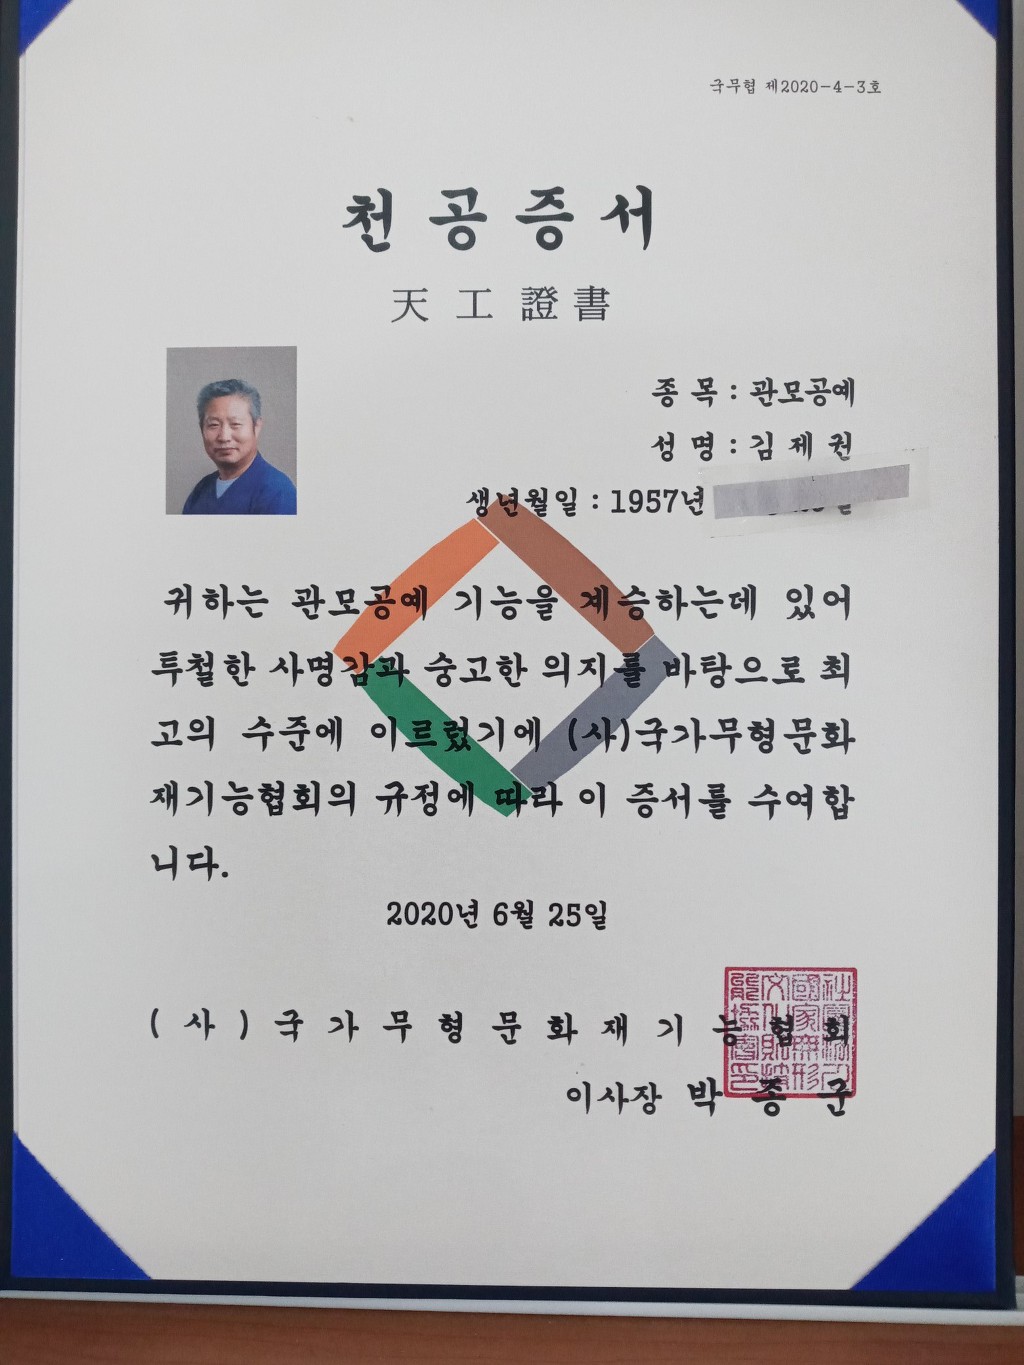 국무협 제2020-4-3호
천공증서
天工證書
종 목 : 관모공예
성 명 : 김 제 권
생년월일 : 1957년
귀하는 관모공예 기능을 계승하는데 있어
투철한 사명감과 숭고한 의지를 바탕으로 최
고의 수준에 이르렀기에 (사)국가무형문화
재기능협회의 규정에 따라 이 증서를 수여합
니다.
2020년 6월 25일
(사)국가무형문화재기능협회
이사장 박 종 군